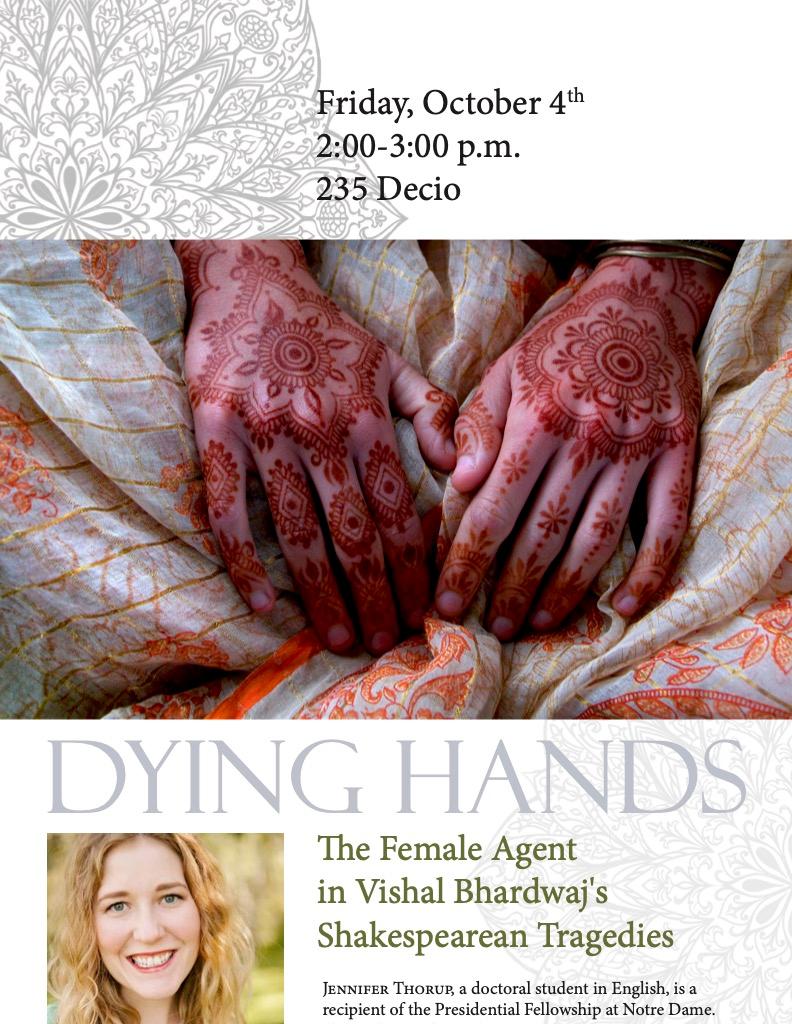 Friday, October 4th
2:00-3:00 p.m.
235 Decio
DYING HANDS
The Female Agent
in Vishal Bhardwaj's
Shakespearean Tragedies
JENNIFER THORUP, a doctoral student in English, is a
recipient of the Presidential Fellowship at Notre Dame.